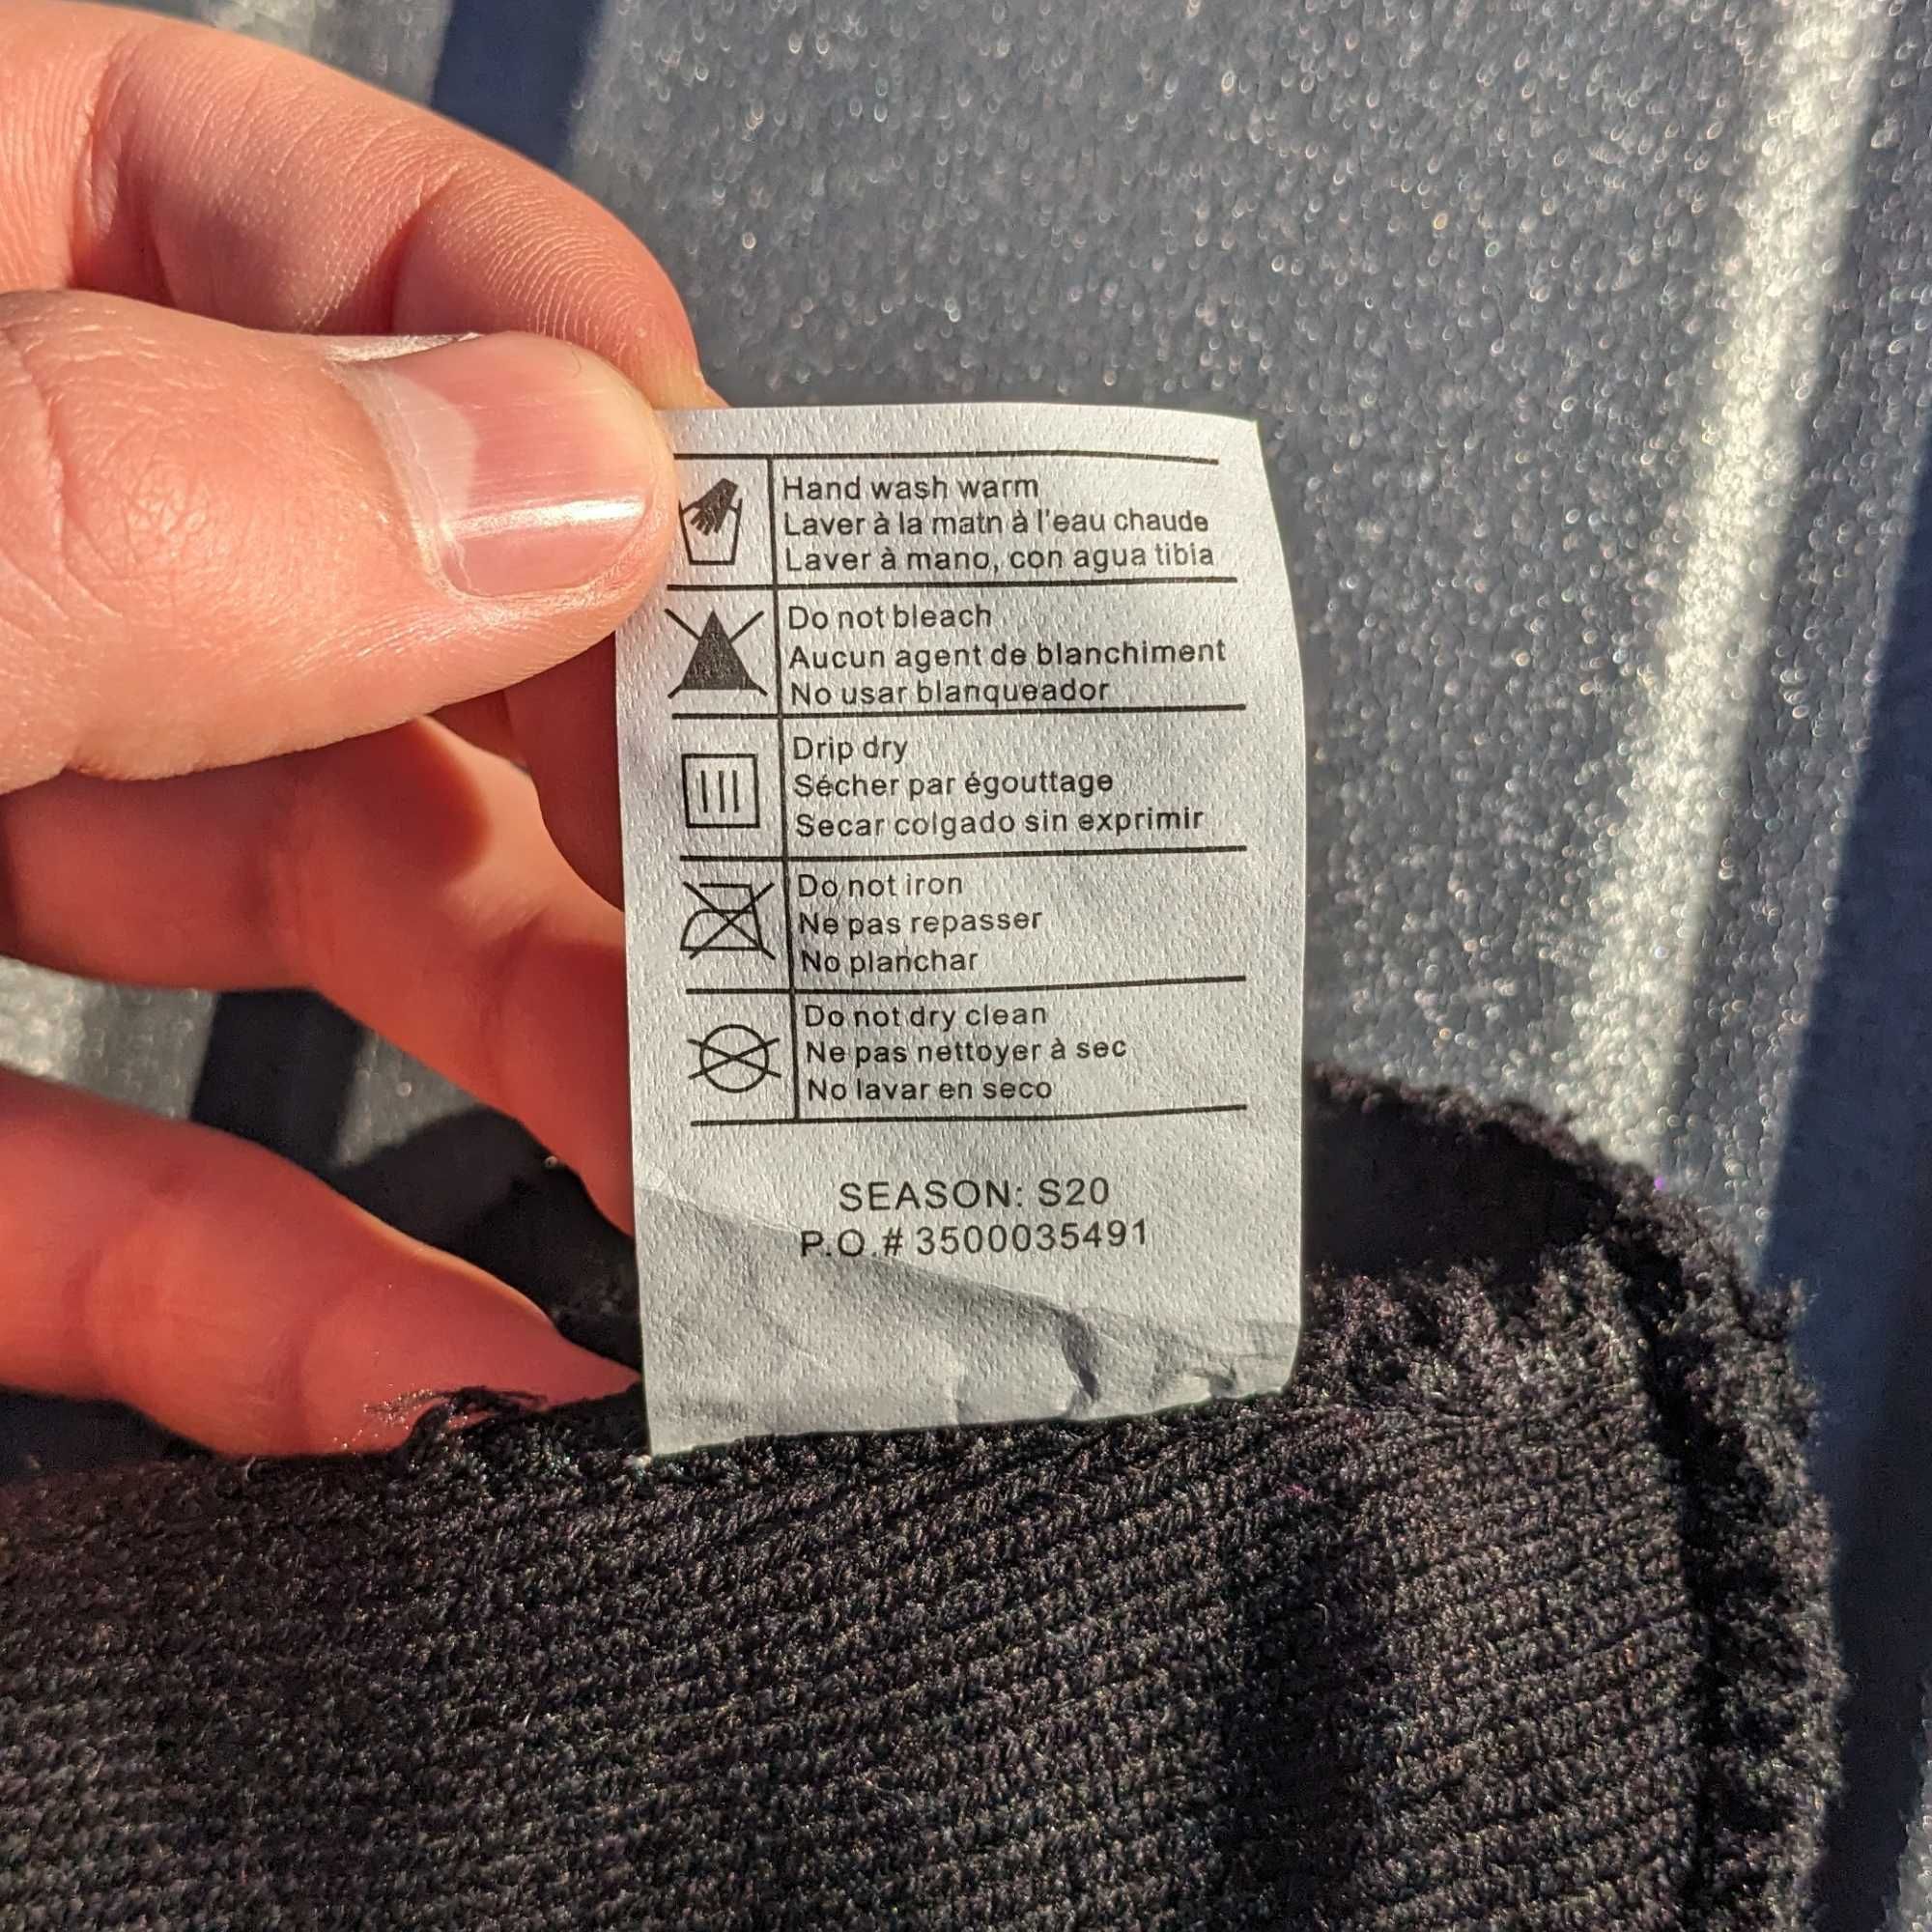 Hand wash warm
Laver à la matn à l'eau chaude
Laver à mano, con agua tibia
Do not bleach
Aucun agent de blanchiment
No usar blanqueador
Drip dry
Sécher par égouttage
Secar colgado sin exprimir
Do not iron
Ne pas repasser
No planchar
Do not dry clean
Ne pas nettoyer à sec
No lavar en seco
SEASON: S20
P.O.# 3500035491